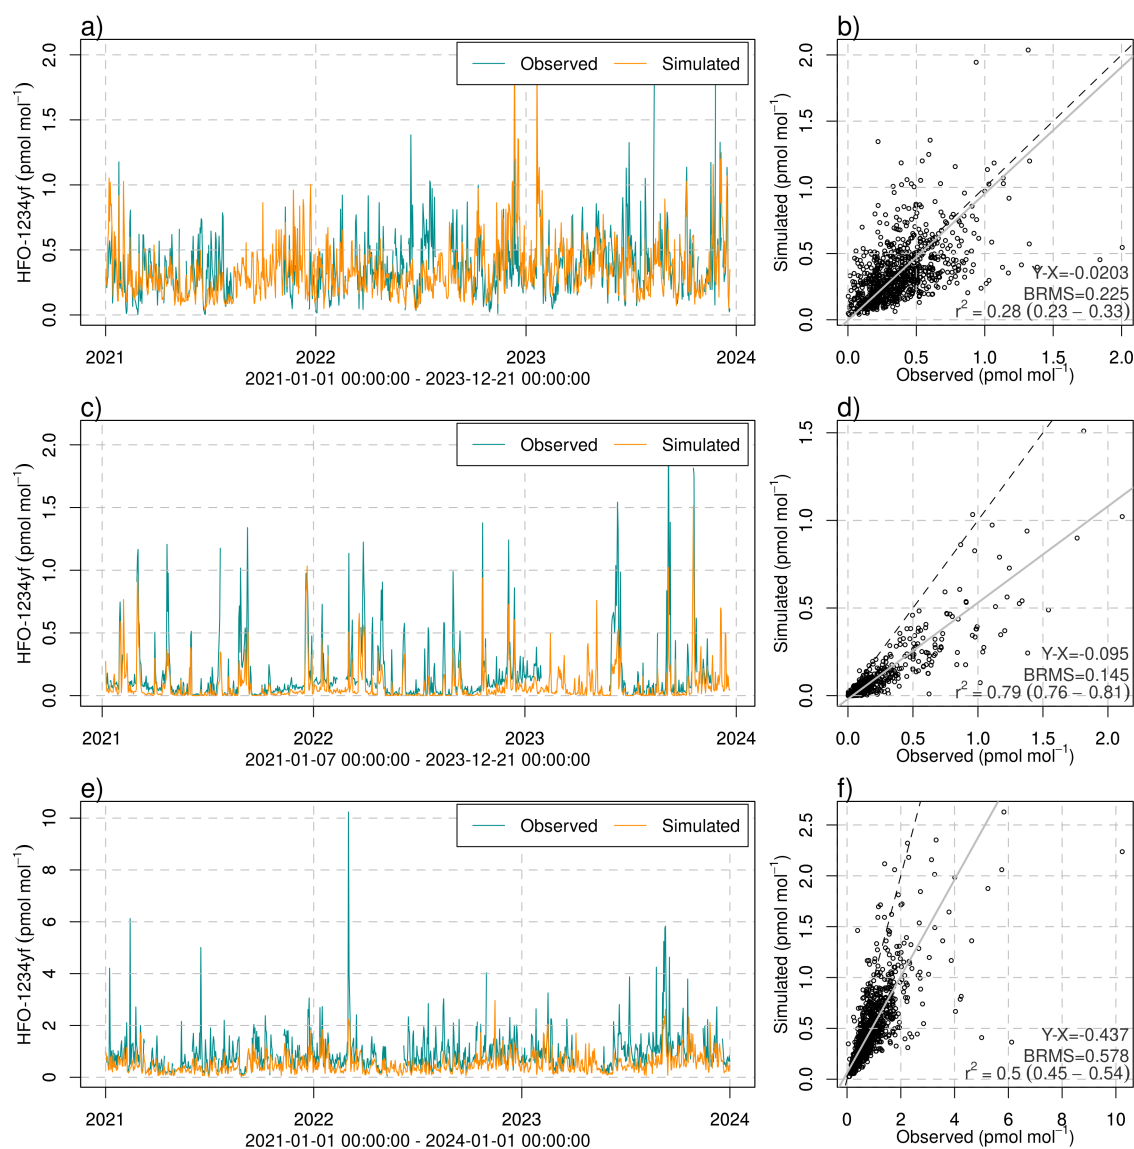 a)
HFO-1234yf (pmol mol−1)
2.0
1.5
1.0
0.5
0.0
Observed Simulated
2021 2022 2023 2024
2021-01-01 00:00:00 - 2023-12-21 00:00:00
b)
Simulated (pmol mol−1)
2.0
1.5
1.0
0.5
0.0
Y-X=-0.0203
BRMS=0.225
r2 = 0.28 (0.23 − 0.33)
0.0 0.5 1.0 1.5 2.0
Observed (pmol mol−1)
c)
HFO-1234yf (pmol mol−1)
2.0
1.5
1.0
0.5
0.0
Observed Simulated
2021 2022 2023 2024
2021-01-07 00:00:00 - 2023-12-21 00:00:00
d)
Simulated (pmol mol−1)
1.5
1.0
0.5
0.0
Y-X=-0.095
BRMS=0.145
r2 = 0.79 (0.76 − 0.81)
0.0 0.5 1.0 1.5 2.0
Observed (pmol mol−1)
e)
HFO-1234yf (pmol mol−1)
10
8
6
4
2
0
Observed Simulated
2021 2022 2023 2024
2021-01-01 00:00:00 - 2024-01-01 00:00:00
f)
Simulated (pmol mol−1)
2.5
2.0
1.5
1.0
0.5
0.0
Y-X=-0.437
BRMS=0.578
r2 = 0.5 (0.45 − 0.54)
0 2 4 6 8 10
Observed (pmol mol−1)